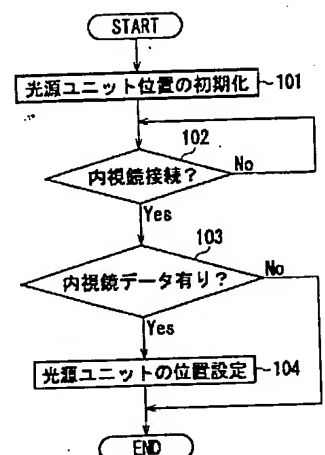 START
光源ユニット位置の初期化 101
102
内視鏡接続?
No
Yes
103
内視鏡データ有り?
No
Yes
光源ユニットの位置設定 104
END